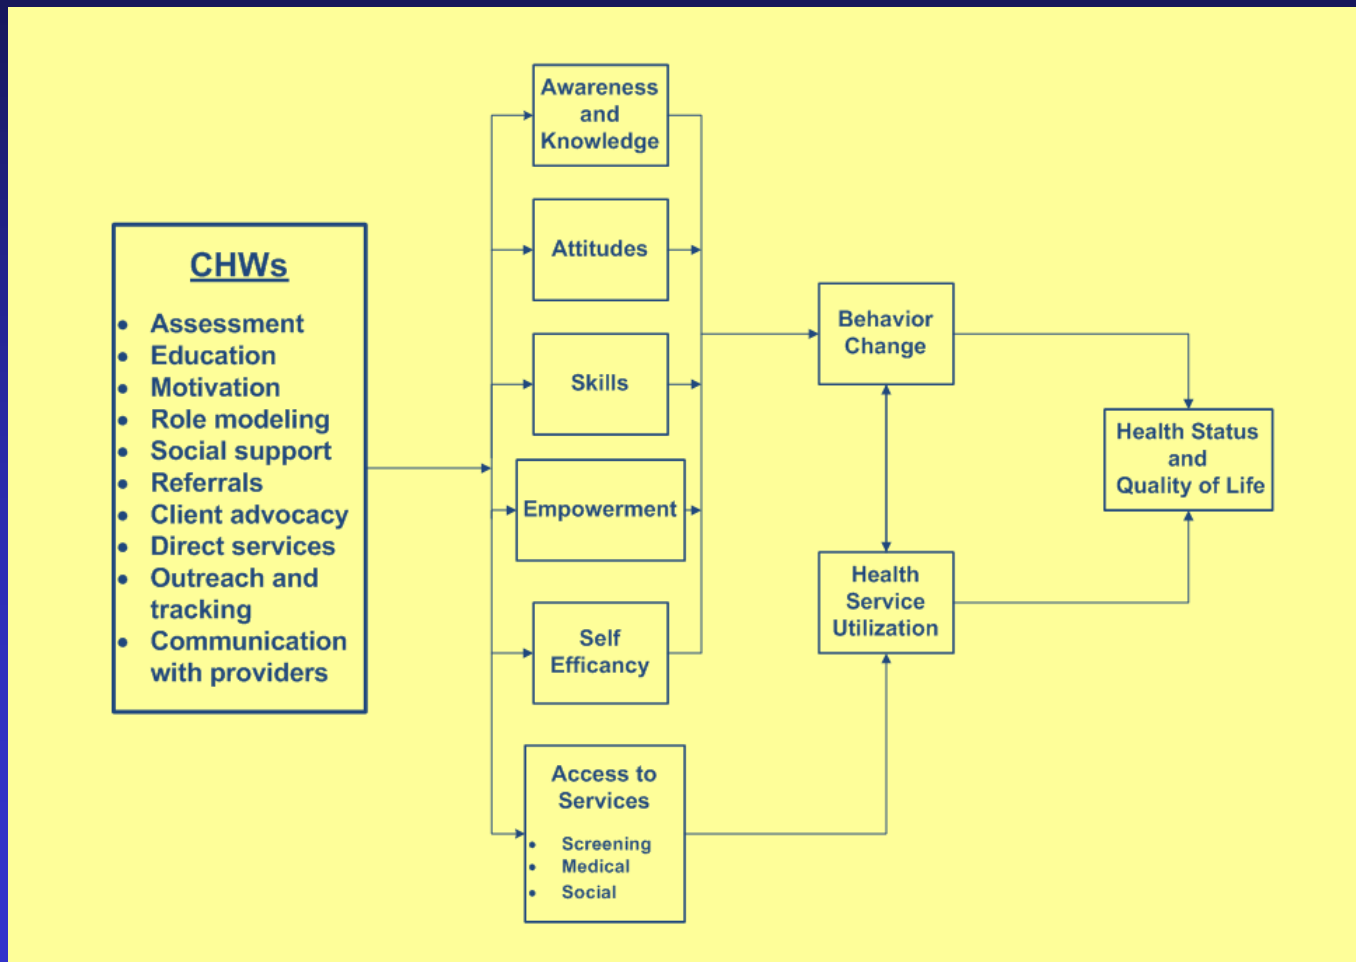 CHWs
• Assessment
• Education
• Motivation
• Role modeling
• Social support
• Referrals
• Client advocacy
• Direct services
• Outreach and
tracking
• Communication
with providers
Awareness
and
Knowledge
Attitudes
Skills
Empowerment
Self
Efficancy
Access to
Services
• Screening
• Medical
• Social
Behavior
Change
Health
Service
Utilization
Health Status
and
Quality of Life